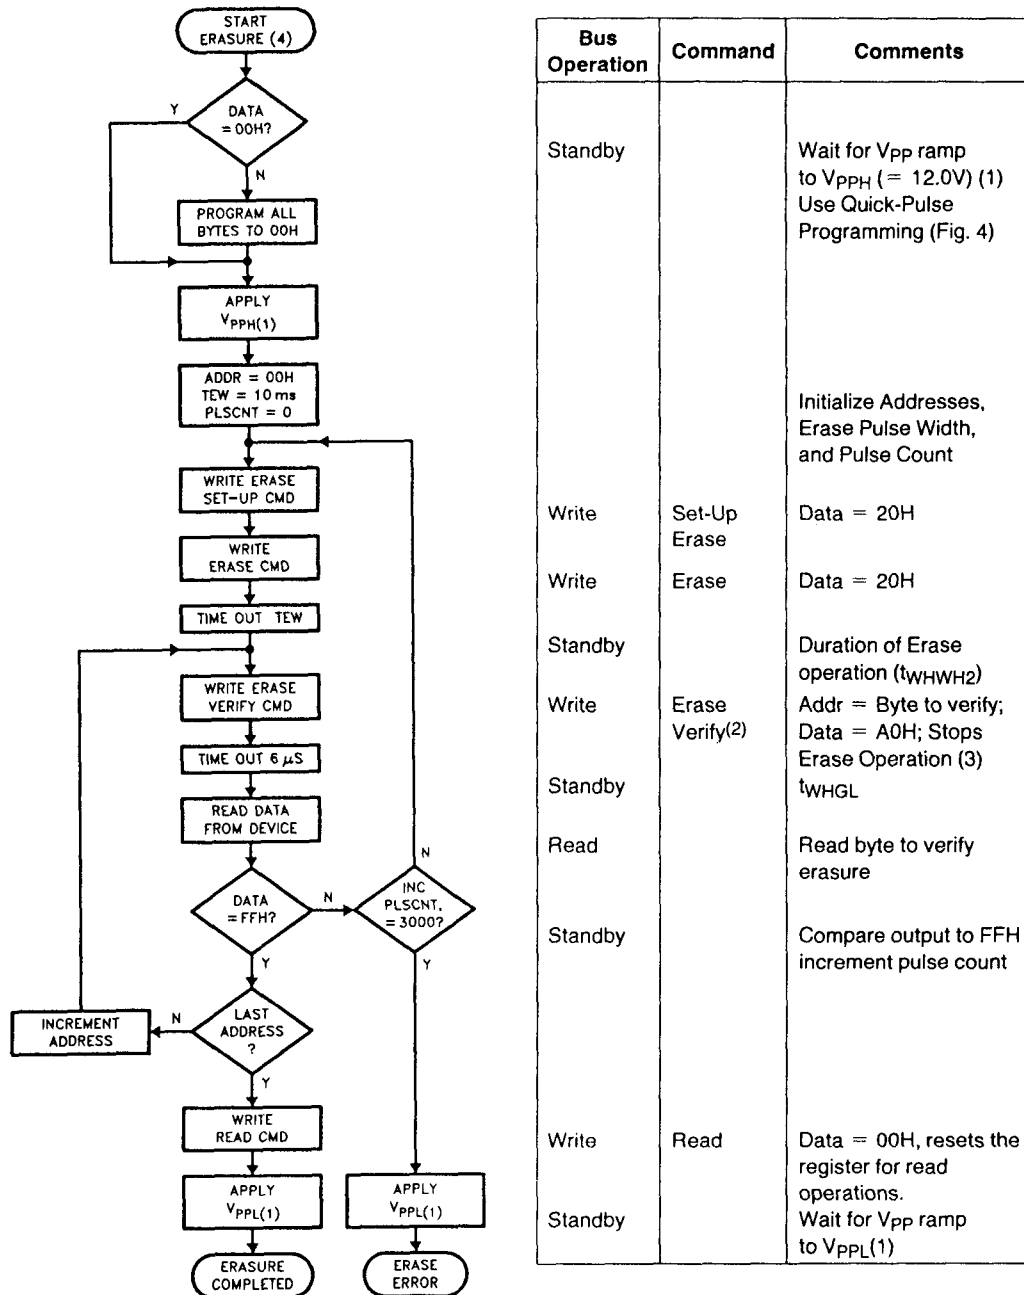 START
ERASURE (4)
DATA
= 00H?
Y
N
PROGRAM ALL
BYTES TO 00H
APPLY
VPPH(1)
ADDR = 00H
TEW = 10 ms
PLSCNT = 0
WRITE ERASE
SET-UP CMD
WRITE
ERASE CMD
TIME OUT TEW
WRITE ERASE
VERIFY CMD
TIME OUT 6 μS
READ DATA
FROM DEVICE
DATA
= FFH?
N
Y
INC
PLSCNT,
= 3000?
N
Y
LAST
ADDRESS
?
N
Y
INCREMENT
ADDRESS
WRITE
READ CMD
APPLY
VPPL(1)
ERASURE
COMPLETED
APPLY
VPPL(1)
ERASE
ERROR
Bus
Operation
Command
Comments
Standby
Wait for VPP ramp
to VPPH (= 12.0V) (1)
Use Quick-Pulse
Programming (Fig. 4)
Initialize Addresses,
Erase Pulse Width,
and Pulse Count
Write
Set-Up
Erase
Data = 20H
Write
Erase
Data = 20H
Standby
Duration of Erase
operation (tWHWH2)
Write
Erase
Verify(2)
Addr = Byte to verify;
Data = A0H; Stops
Erase Operation (3)
Standby
tWHGL
Read
Read byte to verify
erasure
Standby
Compare output to FFH
increment pulse count
Write
Read
Data = 00H, resets the
register for read
operations.
Standby
Wait for VPP ramp
to VPPL(1)